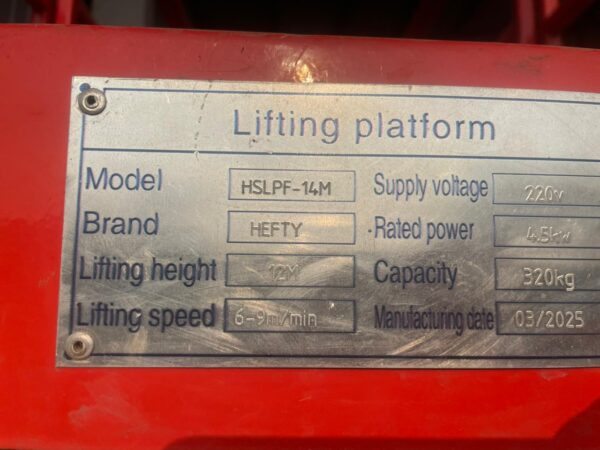 Lifting platform
Model HSLPF-14M Supply voltage 220v
Brand HEFTY Rated power 4.5kw
Lifting height 12M Capacity 320kg
Lifting speed 6-9m/min Manufacturing date 03/2025